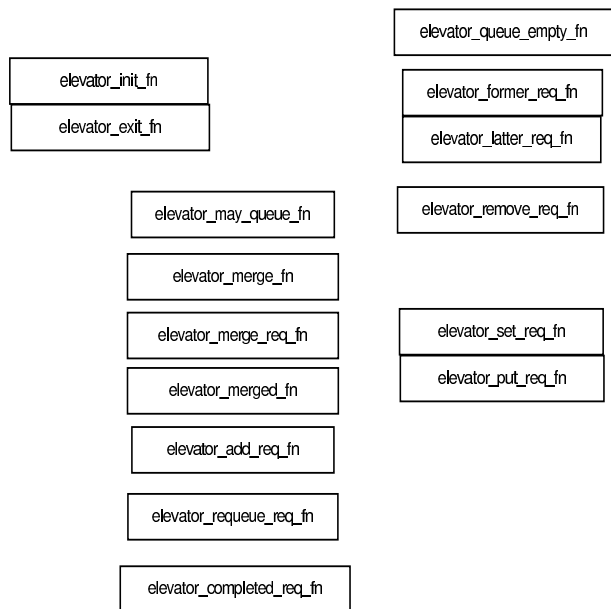 elevator_queue_empty_fn
elevator_init_fn
elevator_exit_fn
elevator_former_req_fn
elevator_latter_req_fn
elevator_may_queue_fn
elevator_remove_req_fn
elevator_merge_fn
elevator_merge_req_fn
elevator_set_req_fn
elevator_merged_fn
elevator_put_req_fn
elevator_add_req_fn
elevator_requeue_req_fn
elevator_completed_req_fn